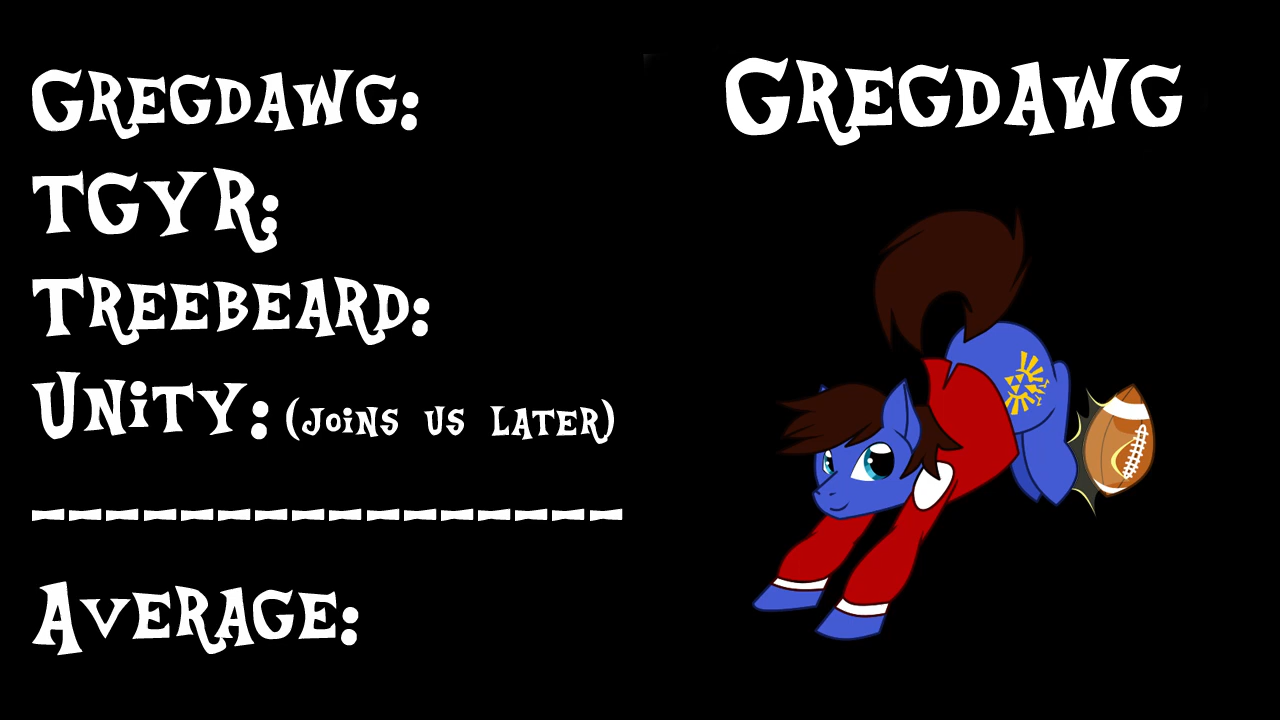 Gregdawg:
TGYR:
Treebeard:
Unity: (joins us later)
----------------
Average:
Gregdawg